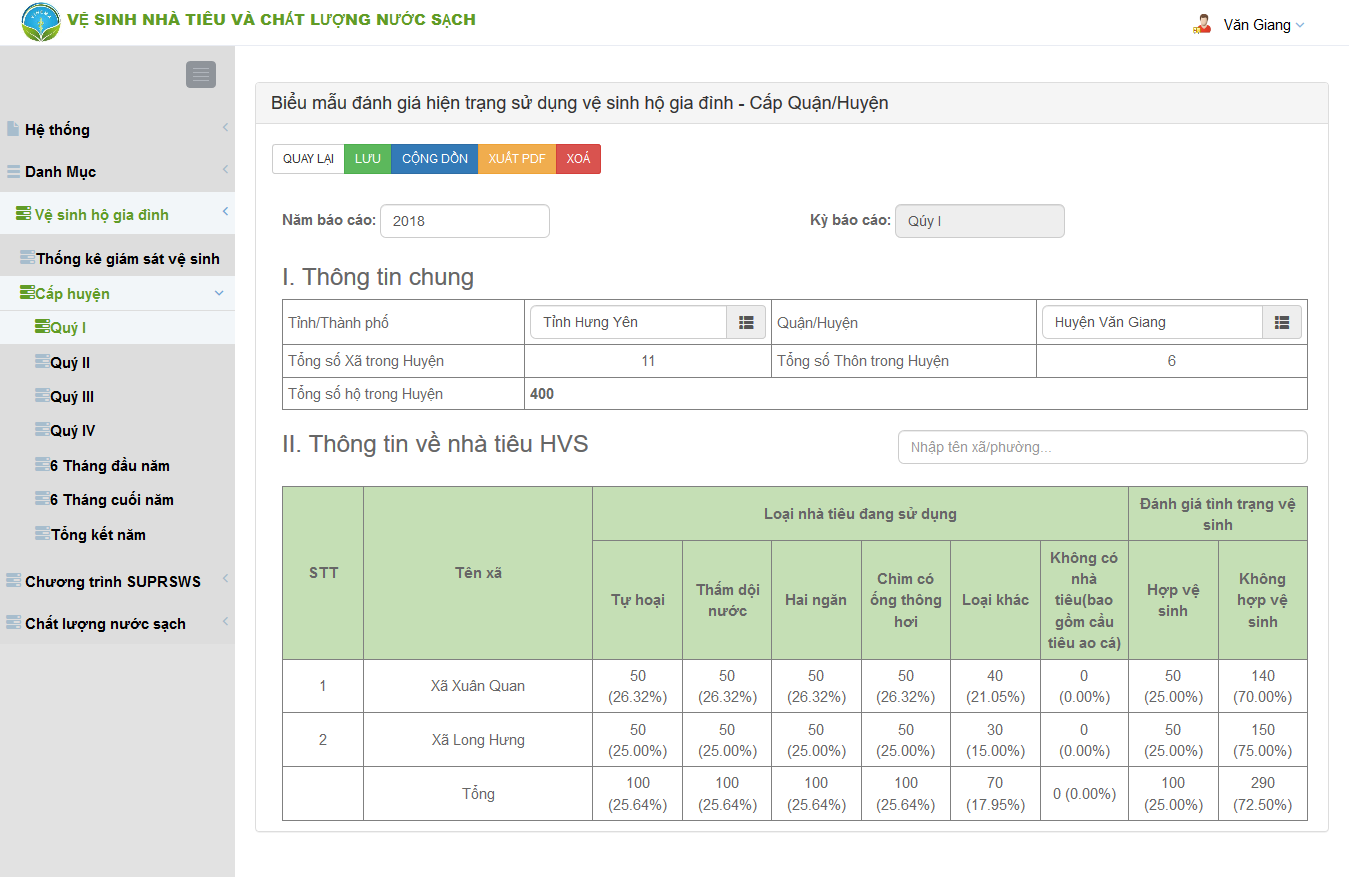 VỆ SINH NHÀ TIÊU VÀ CHẤT LƯỢNG NƯỚC SẠCH
Văn Giang
Hệ thống
Danh Mục
Vệ sinh hộ gia đình
Thống kê giám sát vệ sinh
Cấp huyện
Quý I
Quý II
Quý III
Quý IV
6 Tháng đầu năm
6 Tháng cuối năm
Tổng kết năm
Chương trình SUPRSWS
Chất lượng nước sạch
Biểu mẫu đánh giá hiện trạng sử dụng vệ sinh hộ gia đình - Cấp Quận/Huyện
QUAY LẠI LƯU CỘNG DỒN XUẤT PDF XOÁ
Năm báo cáo: 2018 Kỳ báo cáo: Qúy I
I. Thông tin chung
Tỉnh/Thành phố Tỉnh Hưng Yên Quận/Huyện Huyện Văn Giang
Tổng số Xã trong Huyện 11 Tổng số Thôn trong Huyện 6
Tổng số hộ trong Huyện 400
II. Thông tin về nhà tiêu HVS
Nhập tên xã/phường...
STT
Tên xã
Loại nhà tiêu đang sử dụng
Đánh giá tình trạng vệ
sinh
Tự hoại
Thấm dội
nước
Hai ngăn
Chìm có
ống thông
hơi
Loại khác
Không có
nhà
tiêu(bao
gồm cầu
tiêu ao cá)
Hợp vệ
sinh
Không
hợp vệ
sinh
1 Xã Xuân Quan
50 50 50 50 40 0 50 140
(26.32%) (26.32%) (26.32%) (26.32%) (21.05%) (0.00%) (25.00%) (70.00%)
2 Xã Long Hưng
50 50 50 50 30 0 50 150
(25.00%) (25.00%) (25.00%) (25.00%) (15.00%) (0.00%) (25.00%) (75.00%)
Tổng
100 100 100 100 70 0 (0.00%) 100 290
(25.64%) (25.64%) (25.64%) (25.64%) (17.95%) (25.00%) (72.50%)